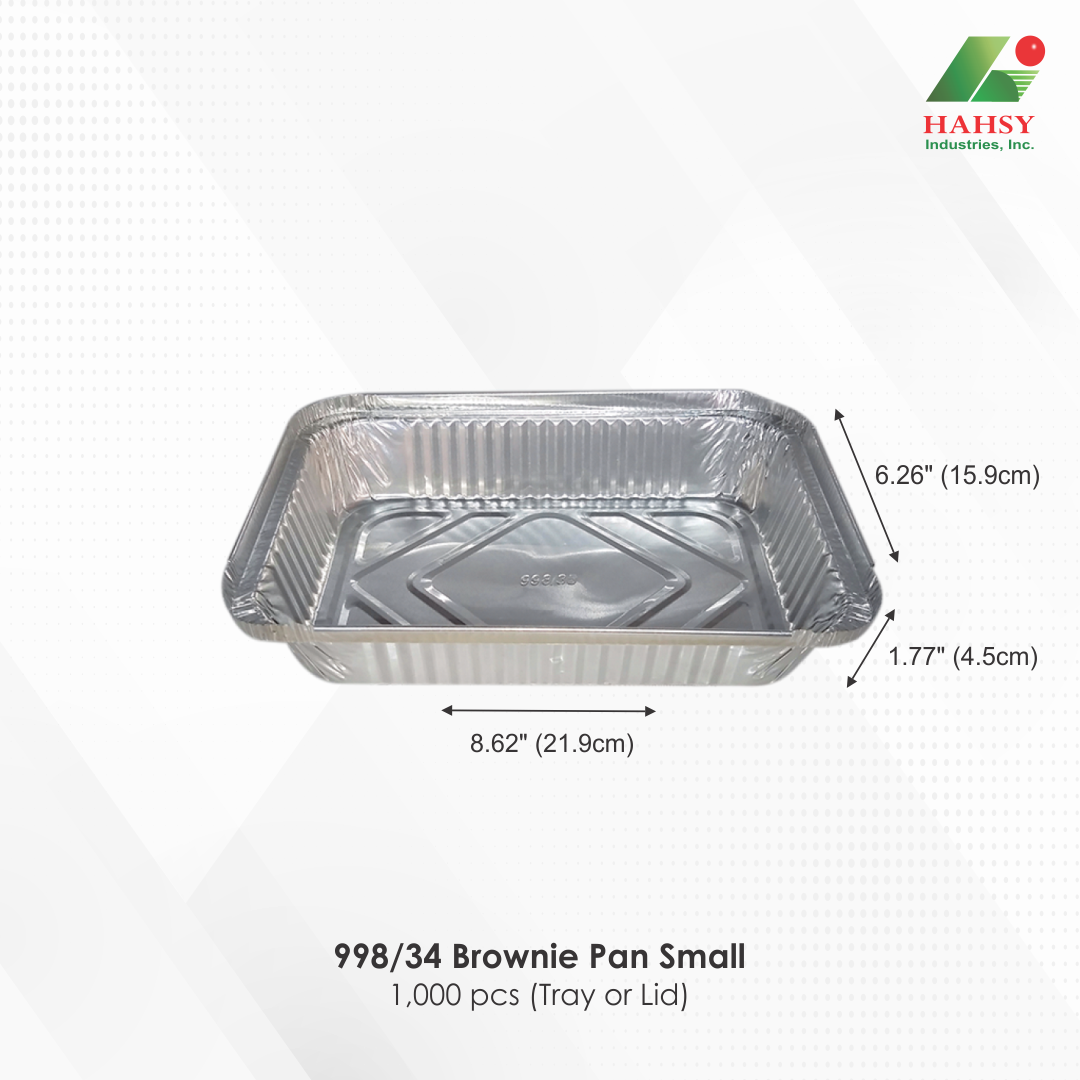 HAHSY
Industries, Inc.
6.26" (15.9cm)
1.77" (4.5cm)
8.62" (21.9cm)
998/34 Brownie Pan Small
1,000 pcs (Tray or Lid)